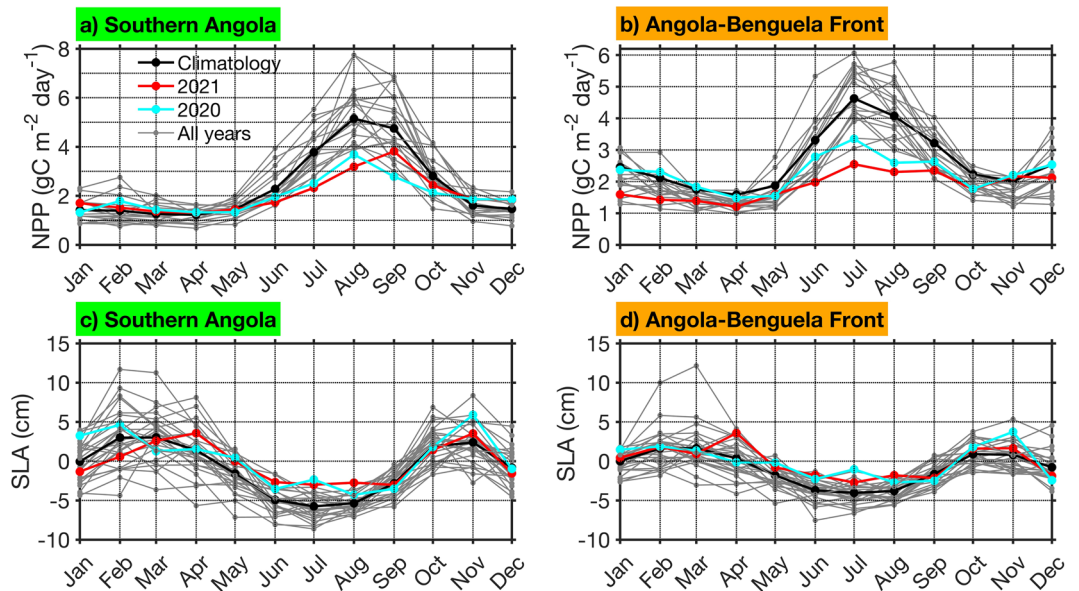 a) Southern Angola
NPP (gC m⁻² day⁻¹)
8
6
4
2
0
Climatology
2021
2020
All years
Jan Feb Mar Apr May Jun Jul Aug Sep Oct Nov Dec
b) Angola-Benguela Front
NPP (gC m⁻² day⁻¹)
6
5
4
3
2
1
0
Jan Feb Mar Apr May Jun Jul Aug Sep Oct Nov Dec
c) Southern Angola
SLA (cm)
15
10
5
0
-5
-10
Jan Feb Mar Apr May Jun Jul Aug Sep Oct Nov Dec
d) Angola-Benguela Front
SLA (cm)
15
10
5
0
-5
-10
Jan Feb Mar Apr May Jun Jul Aug Sep Oct Nov Dec